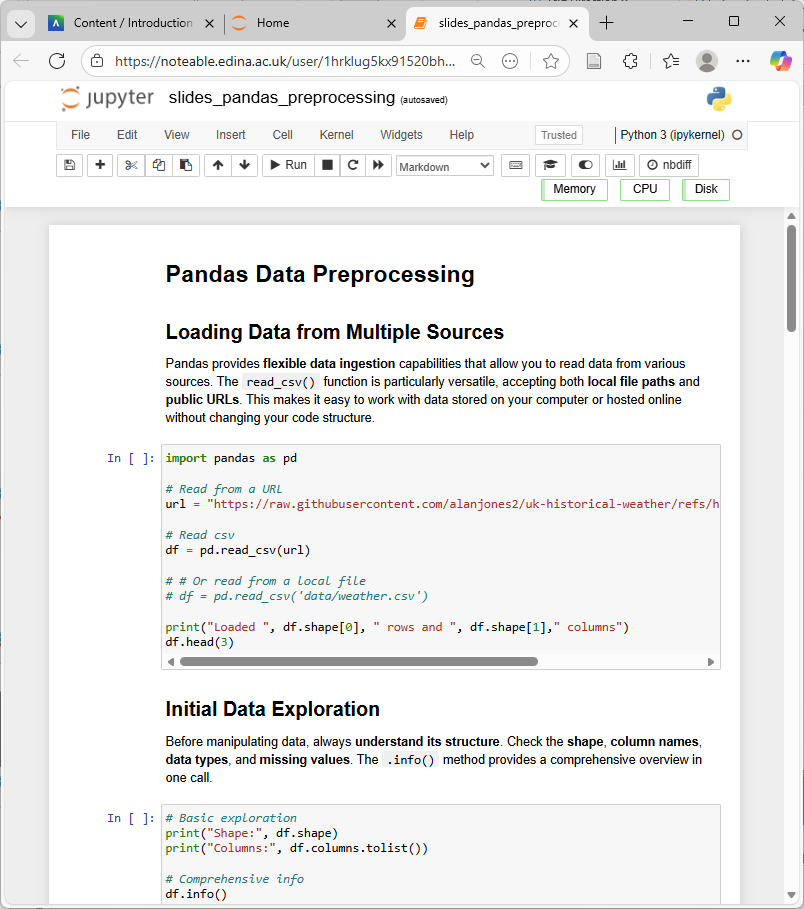 Content / Introduction
Home
slides_pandas_preproc
https://noteable.edina.ac.uk/user/1hrklug5kx91520bh...
jupyter slides_pandas_preprocessing (autosaved)
File Edit View Insert Cell Kernel Widgets Help Trusted Python 3 (ipykernel)
Run Markdown nbdiff
Memory CPU Disk
Pandas Data Preprocessing
Loading Data from Multiple Sources
Pandas provides flexible data ingestion capabilities that allow you to read data from various
sources. The read_csv() function is particularly versatile, accepting both local file paths and
public URLs. This makes it easy to work with data stored on your computer or hosted online
without changing your code structure.
In [ ]: import pandas as pd
# Read from a URL
url = "https://raw.githubusercontent.com/alanjones2/uk-historical-weather/refs/h
# Read csv
df = pd.read_csv(url)
# # Or read from a local file
# df = pd.read_csv('data/weather.csv')
print("Loaded ", df.shape[0], " rows and ", df.shape[1]," columns")
df.head(3)
Initial Data Exploration
Before manipulating data, always understand its structure. Check the shape, column names,
data types, and missing values. The .info() method provides a comprehensive overview in
one call.
In [ ]: # Basic exploration
print("Shape:", df.shape)
print("Columns:", df.columns.tolist())
# Comprehensive info
df.info()